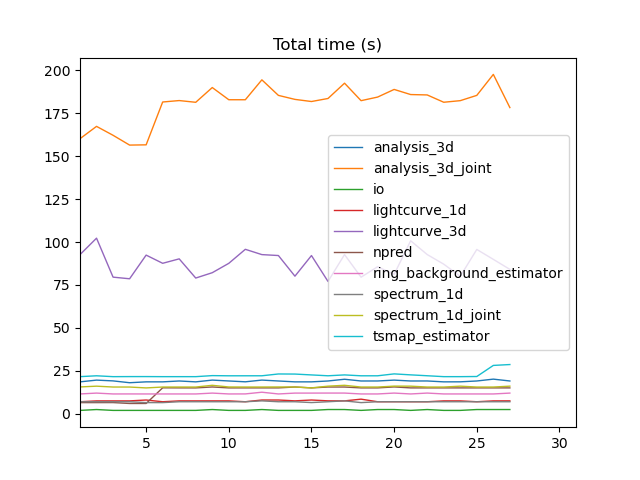 Total time (s)
200
175
150
125
100
75
50
25
0
analysis_3d
analysis_3d_joint
io
lightcurve_1d
lightcurve_3d
npred
ring_background_estimator
spectrum_1d
spectrum_1d_joint
tsmap_estimator
5 10 15 20 25 30